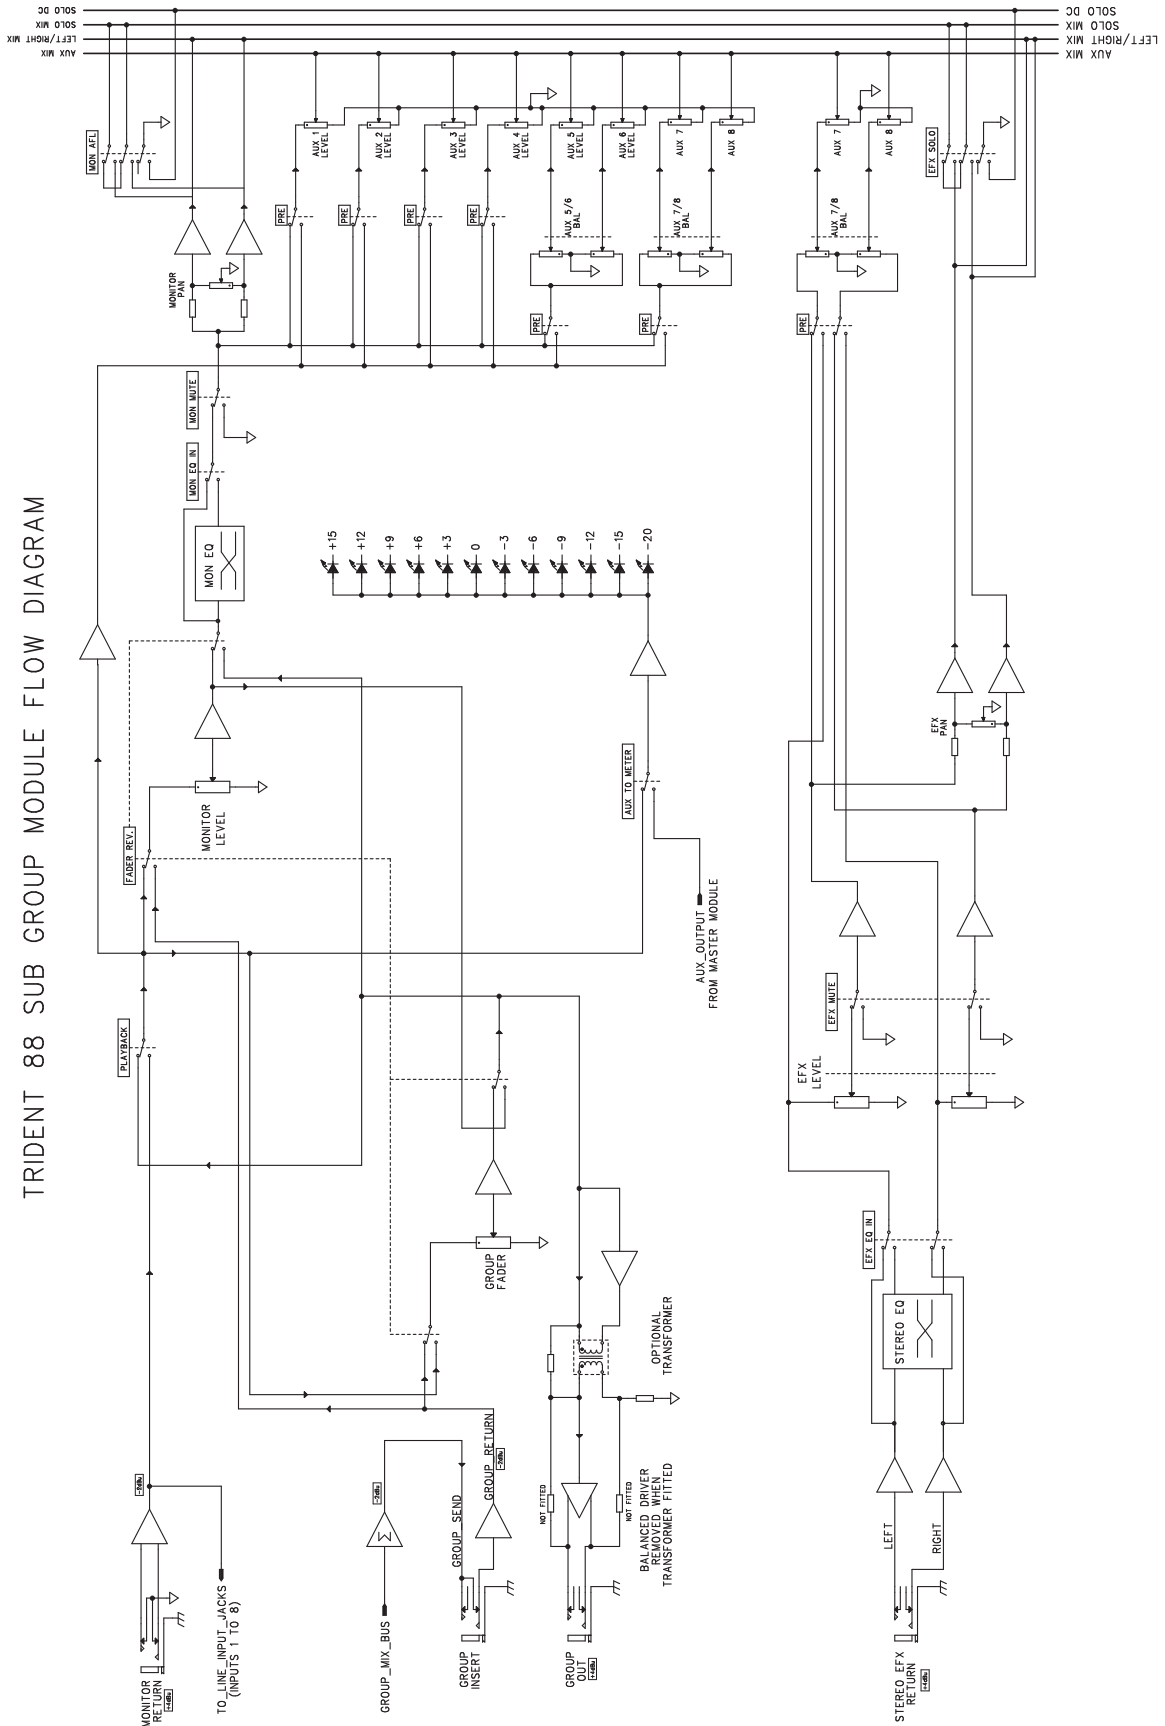 TRIDENT 88 SUB GROUP MODULE FLOW DIAGRAM
SOLO DC
SOLO MIX
LEFT/RIGHT MIX
AUX MIX
SOLO DC
SOLO MIX
LEFT/RIGHT MIX
AUX MIX
MON AFL
MONITOR
PAN
MON MUTE
MON EQ IN
MON EQ
PRE
AUX 1
LEVEL
PRE
AUX 2
LEVEL
PRE
AUX 3
LEVEL
PRE
AUX 4
LEVEL
AUX 5
LEVEL
AUX 6
LEVEL
AUX 5/6
BAL
PRE
AUX 7
AUX 8
AUX 7/8
BAL
PRE
AUX 7
AUX 8
AUX 7/8
BAL
PRE
EFX SOLO
+15
+12
+9
+6
+3
0
-3
-6
-9
-12
-15
-20
FADER REV.
MONITOR
LEVEL
AUX TO METER
AUX_OUTPUT
FROM MASTER MODULE
PLAYBACK
EFX
PAN
EFX MUTE
EFX
LEVEL
EFX EQ IN
STEREO EQ
GROUP
FADER
OPTIONAL
TRANSFORMER
MONITOR
RETURN
+4dBu
-2dBu
TO_LINE_INPUT_JACKS
(INPUTS 1 TO 8)
GROUP_MIX_BUS
Σ
-2dBu
GROUP_SEND
GROUP_RETURN
-2dBu
GROUP
INSERT
GROUP
OUT
+4dBu
NOT FITTED
NOT FITTED
BALANCED DRIVER
REMOVED WHEN
TRANSFORMER FITTED
LEFT
RIGHT
STEREO EFX
RETURN
+4dBu